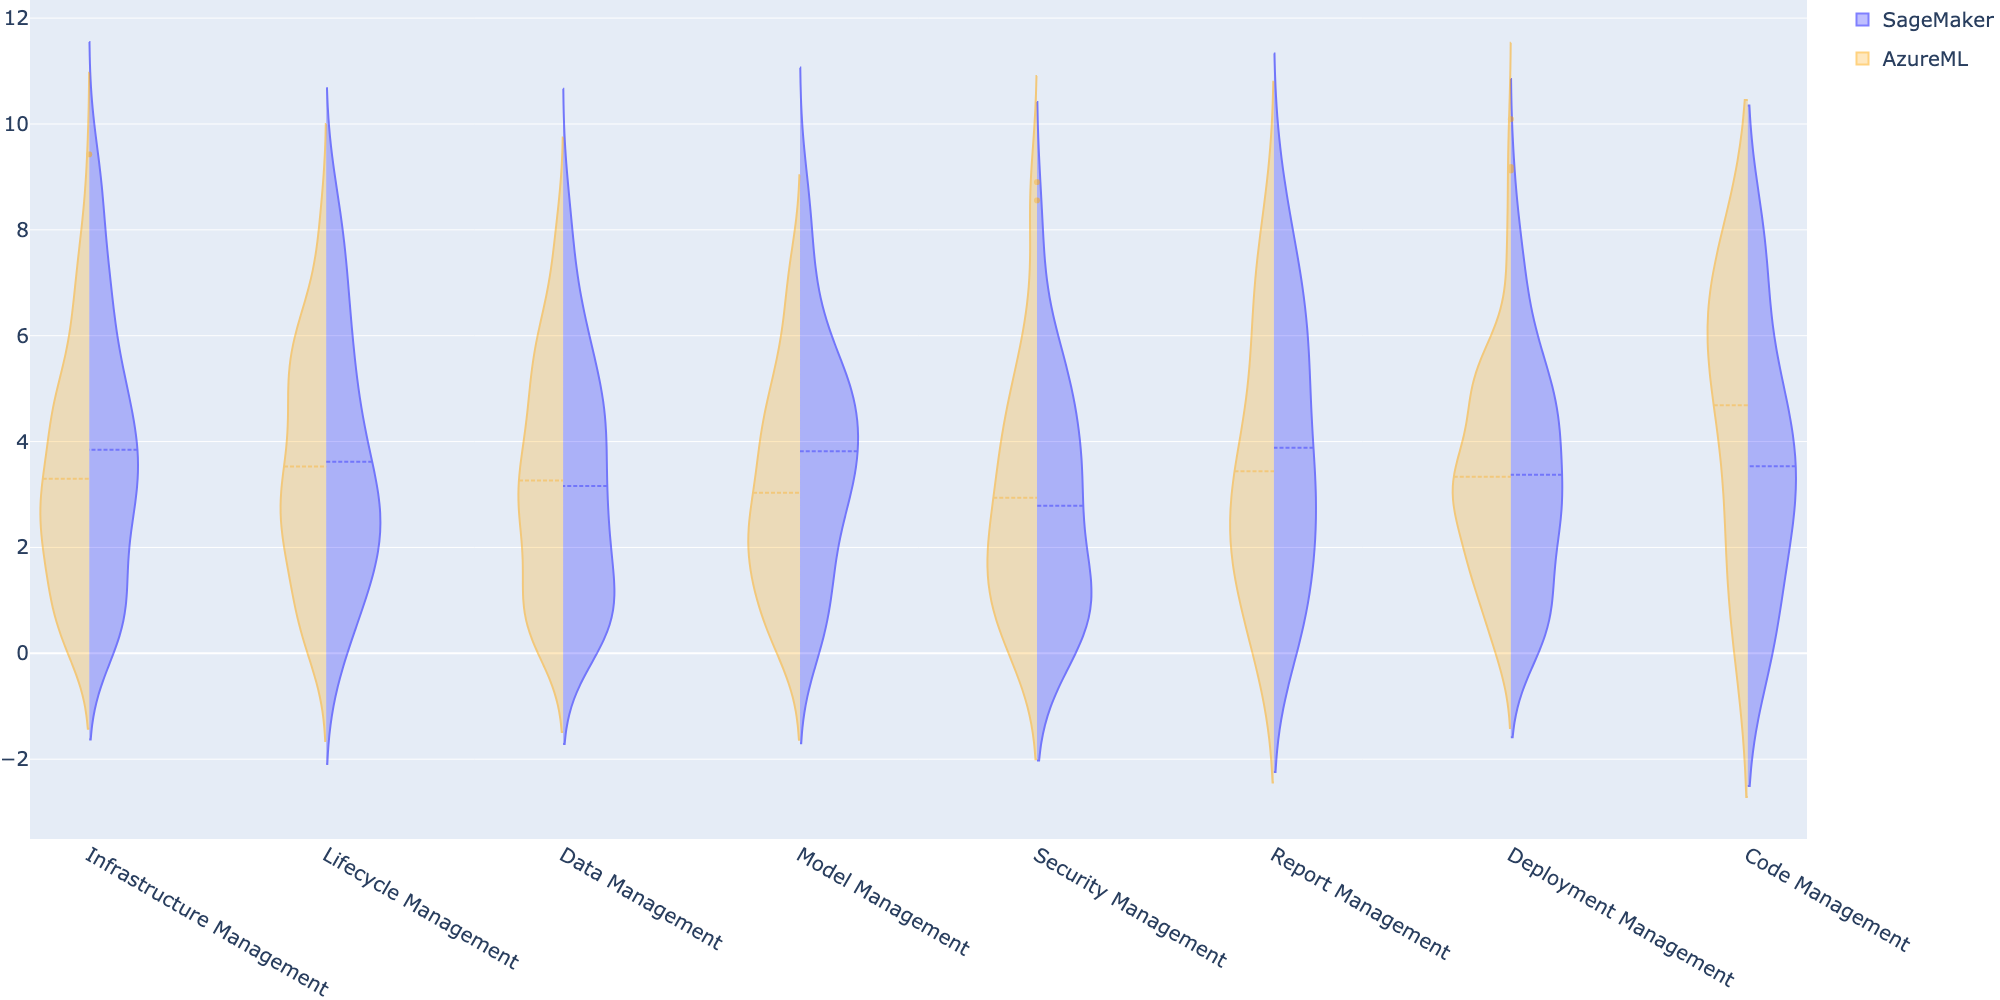 12
10
8
6
4
2
0
−2
SageMaker
AzureML
Infrastructure Management
Lifecycle Management
Data Management
Model Management
Security Management
Report Management
Deployment Management
Code Management